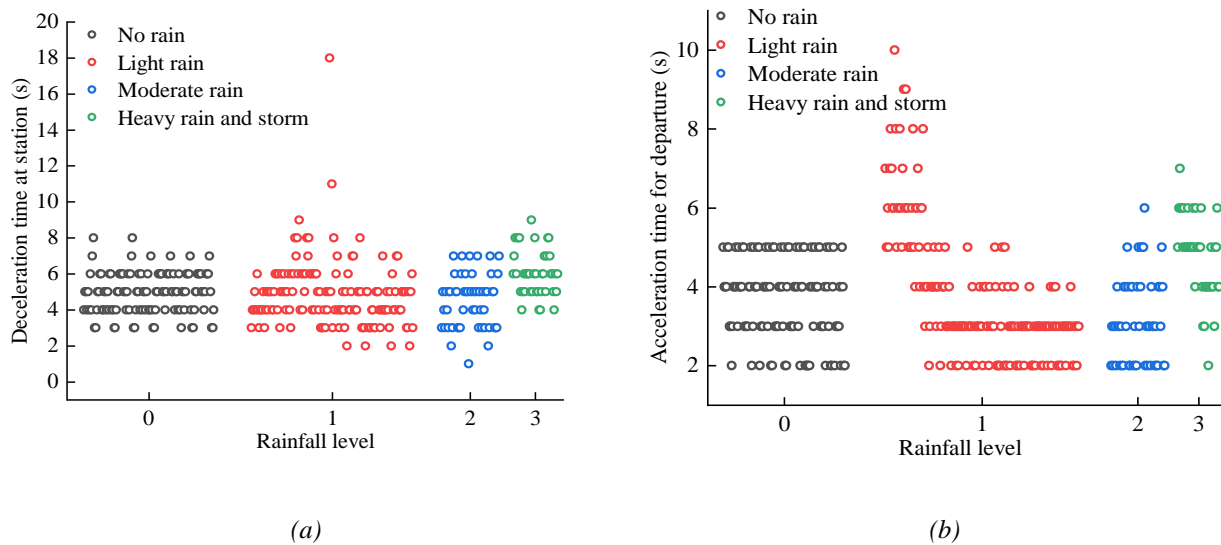 20
18
16
14
12
10
8
6
4
2
0
Deceleration time at station (s)
No rain
Light rain
Moderate rain
Heavy rain and storm
0 1 2 3
Rainfall level
(a)
10
8
6
4
2
Acceleration time for departure (s)
No rain
Light rain
Moderate rain
Heavy rain and storm
0 1 2 3
Rainfall level
(b)